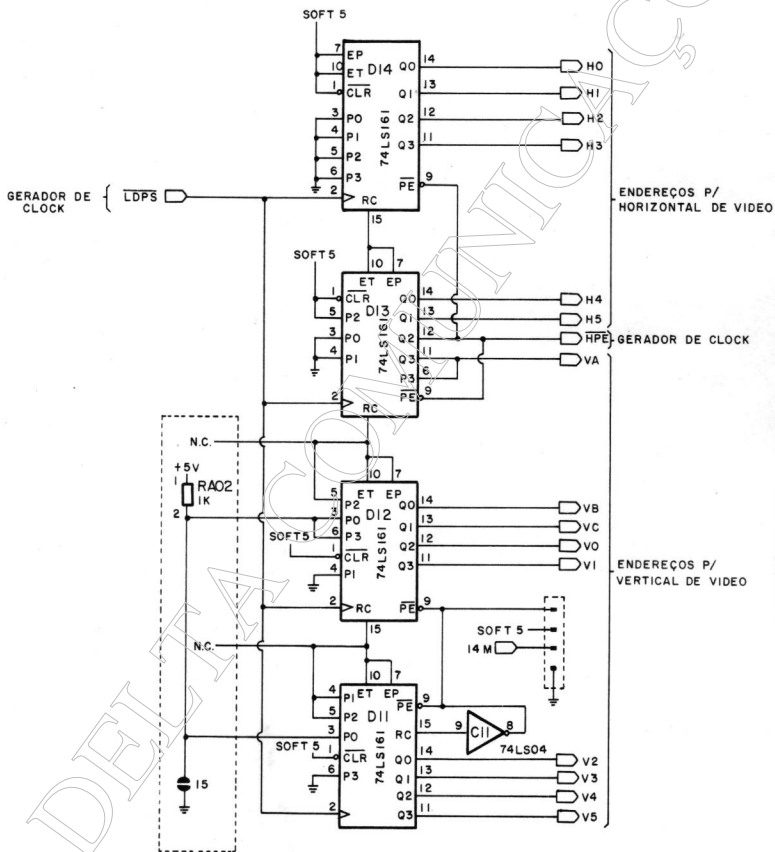 SOFT 5
7 EP
10 ET
1 CLR
D14
74LS161
3 P0
4 P1
5 P2
6 P3
2
RC
15
Q0 14 H0
Q1 13 H1
Q2 12 H2
Q3 11 H3
PE 9
GERADOR DE CLOCK
LDPS
ENDEREÇOS P/
HORIZONTAL DE VIDEO
SOFT 5
10 7
ET EP
1 CLR
D13
74LS161
5 P2
3 P0
4 P1
2
RC
Q0 14 H4
Q1 13 H5
Q2 12 HPE GERADOR DE CLOCK
Q3 11 VA
P3 6
PE 9
N.C.
+5V
1 RA02
1K
2
10 7
ET EP
5 P2
3 P0
6 P3
D12
74LS161
SOFT 5
1 CLR
4 P1
2
RC
15
Q0 14 VB
Q1 13 VC
Q2 12 V0
Q3 11 V1
PE 9
ENDEREÇOS P/
VERTICAL DE VIDEO
SOFT 5
14M
N.C.
10 7
ET EP
4 P1
5 P2
3 P0
D11
74LS161
SOFT 5
1 CLR
6 P3
2
15
PE 9
RC 15
9 C11 8
74LS04
Q0 14 V2
Q1 13 V3
Q2 12 V4
Q3 11 V5
DELTA COMUNICAÇÕ